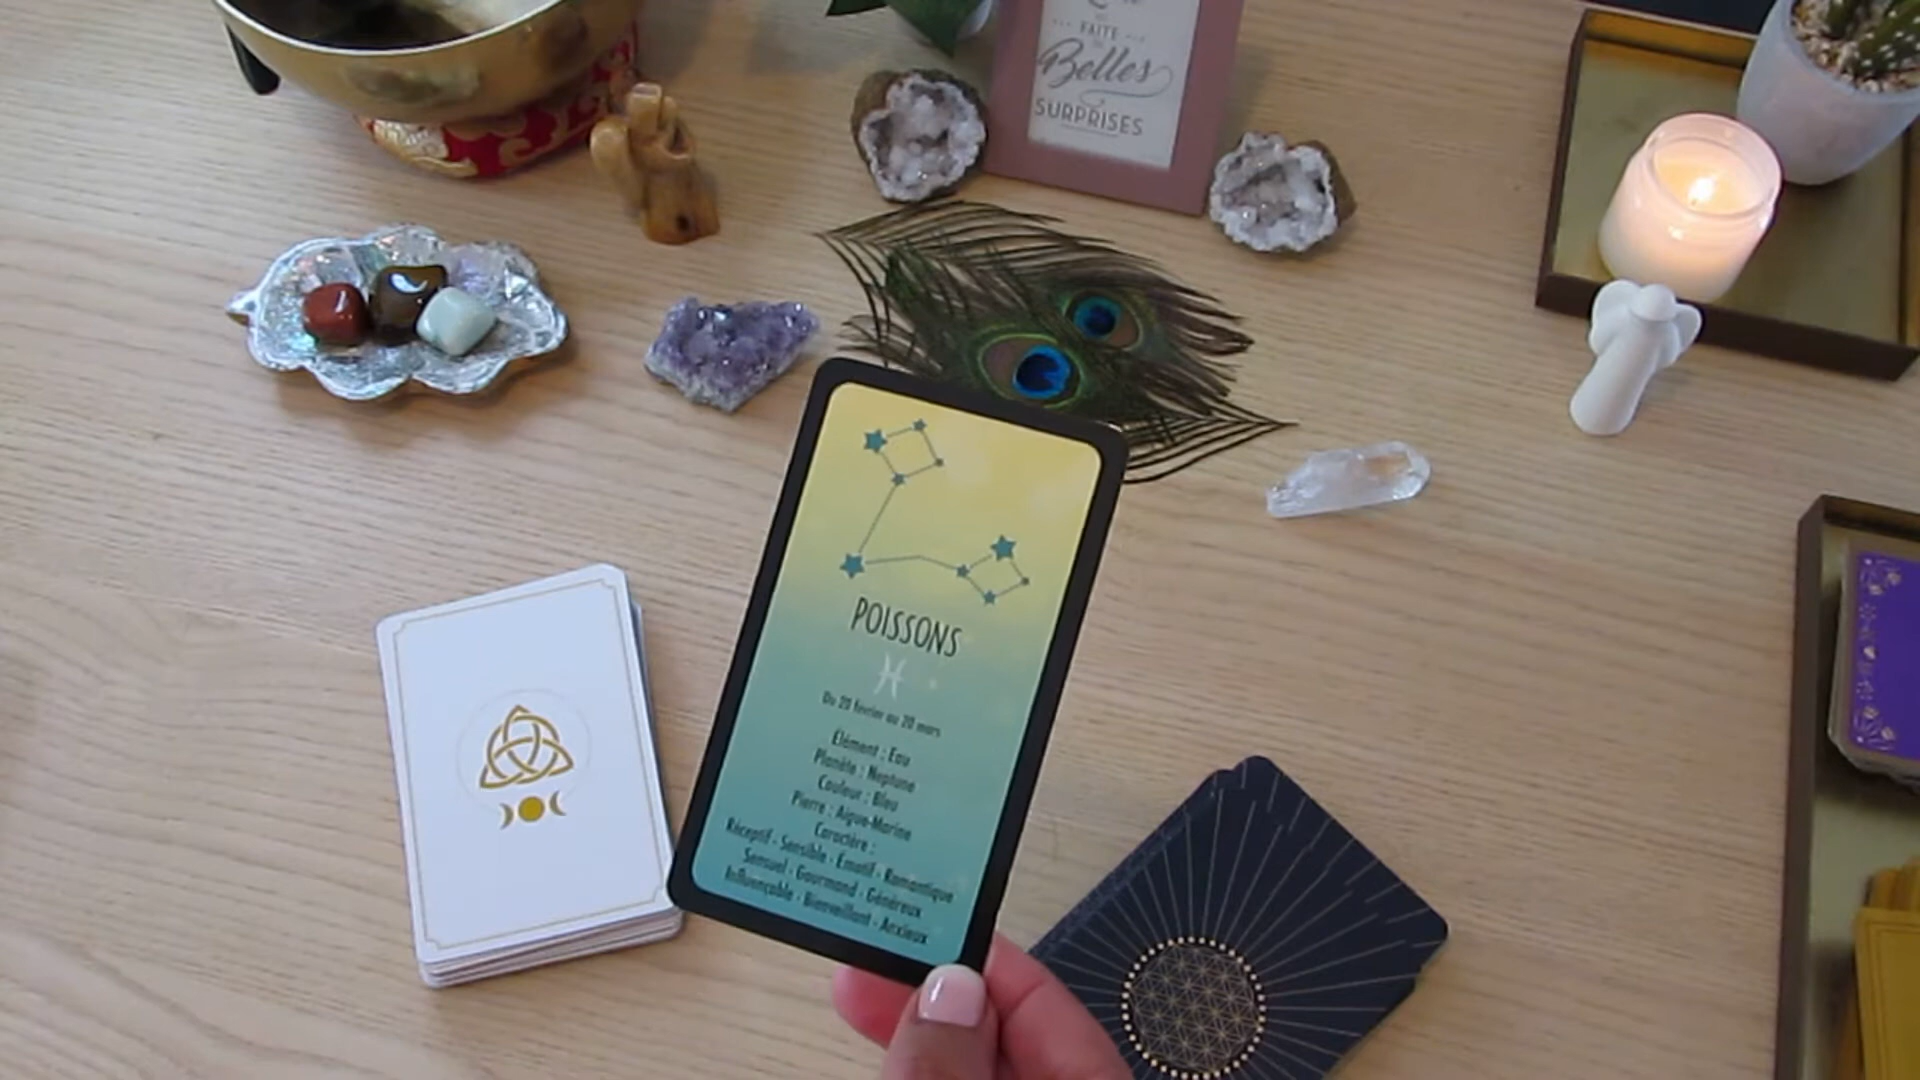 FAITE
Belles
SURPRISES
POISSONS
Du 20 février au 20 mars
Élément : Eau
Planète : Neptune
Couleur : Bleu
Pierre : Aigue-Marine
Caractère :
Réceptif - Sensible - Émotif - Romantique
Sensuel - Gourmand - Généreux
Influençable - Bienveillant - Anxieux